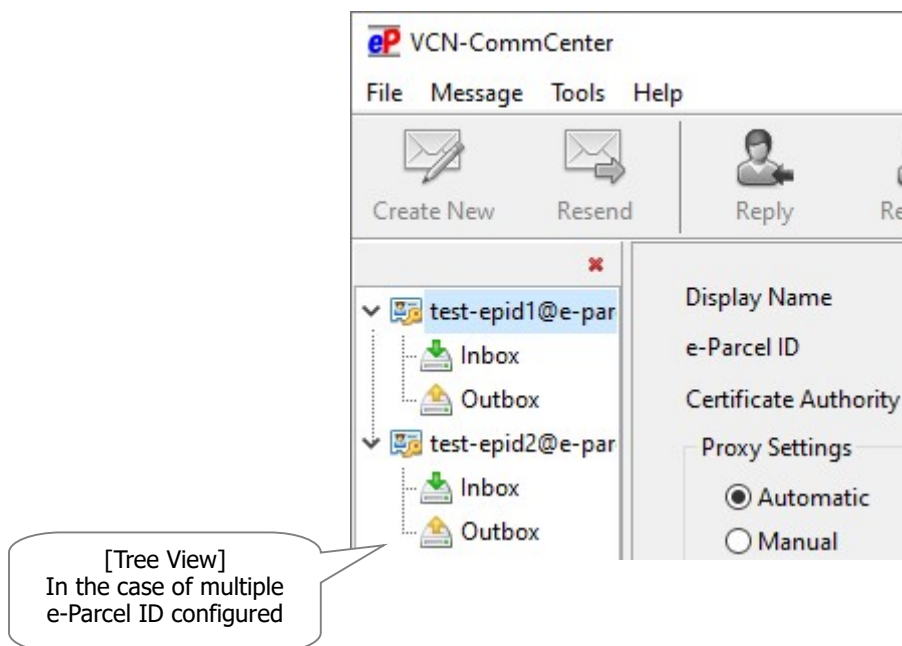 eP VCN-CommCenter
File Message Tools Help
Create New Resend Reply Re
test-epid1@e-par
Inbox
Outbox
test-epid2@e-par
Inbox
Outbox
Display Name
e-Parcel ID
Certificate Authority
Proxy Settings
Automatic
Manual
[Tree View]
In the case of multiple
e-Parcel ID configured